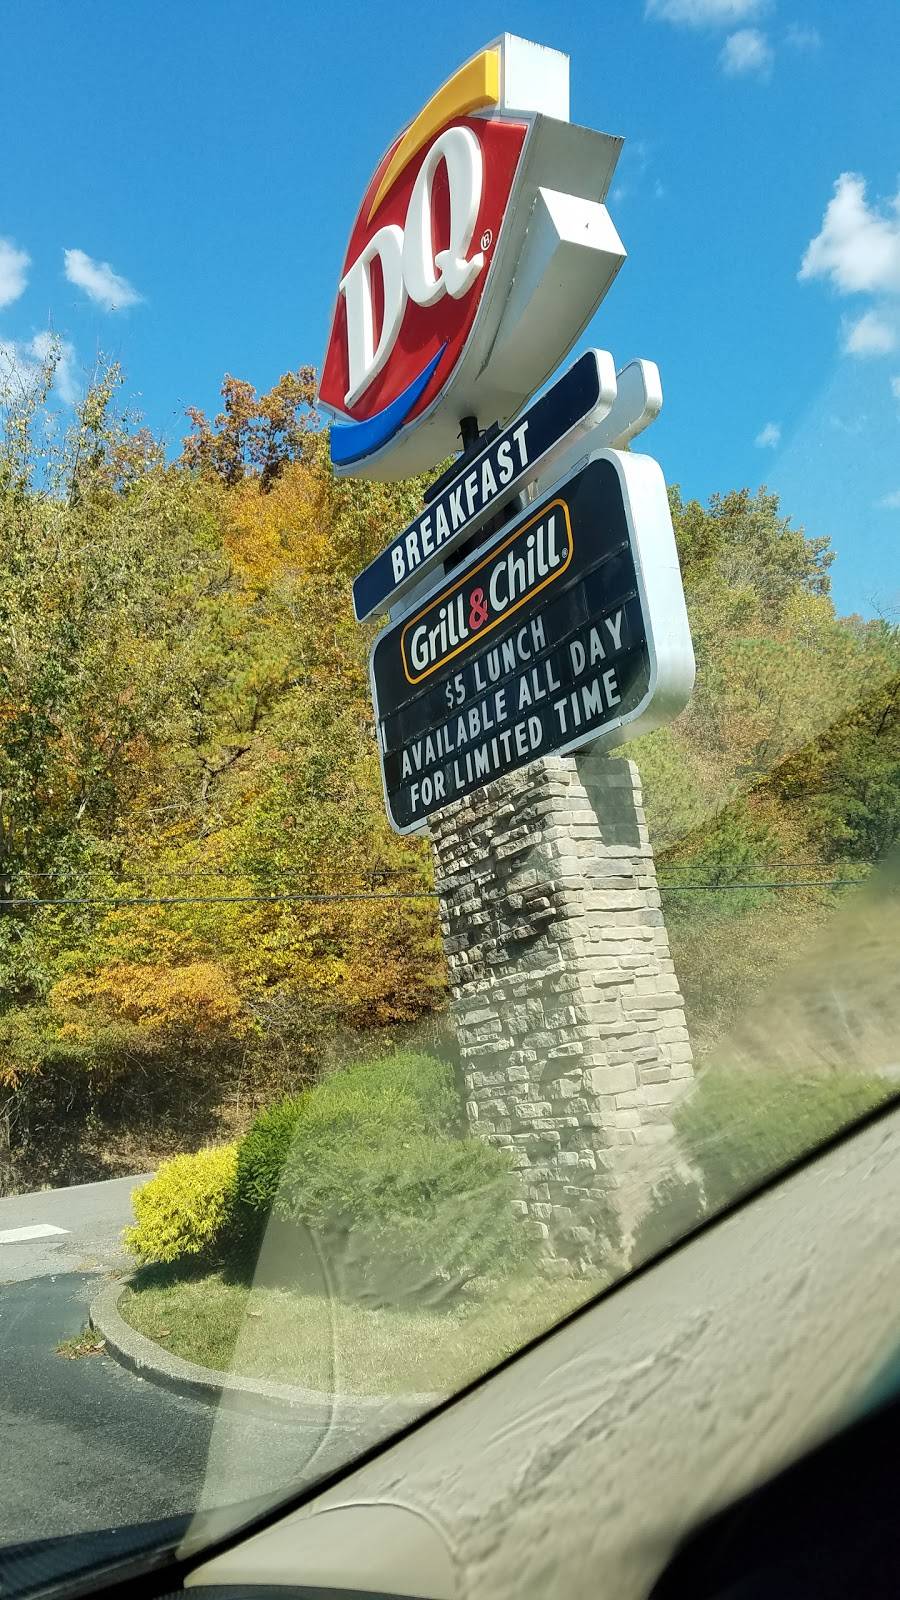 DQ®
BREAKFAST
Grill & Chill®
$5 LUNCH
AVAILABLE ALL DAY
FOR LIMITED TIME